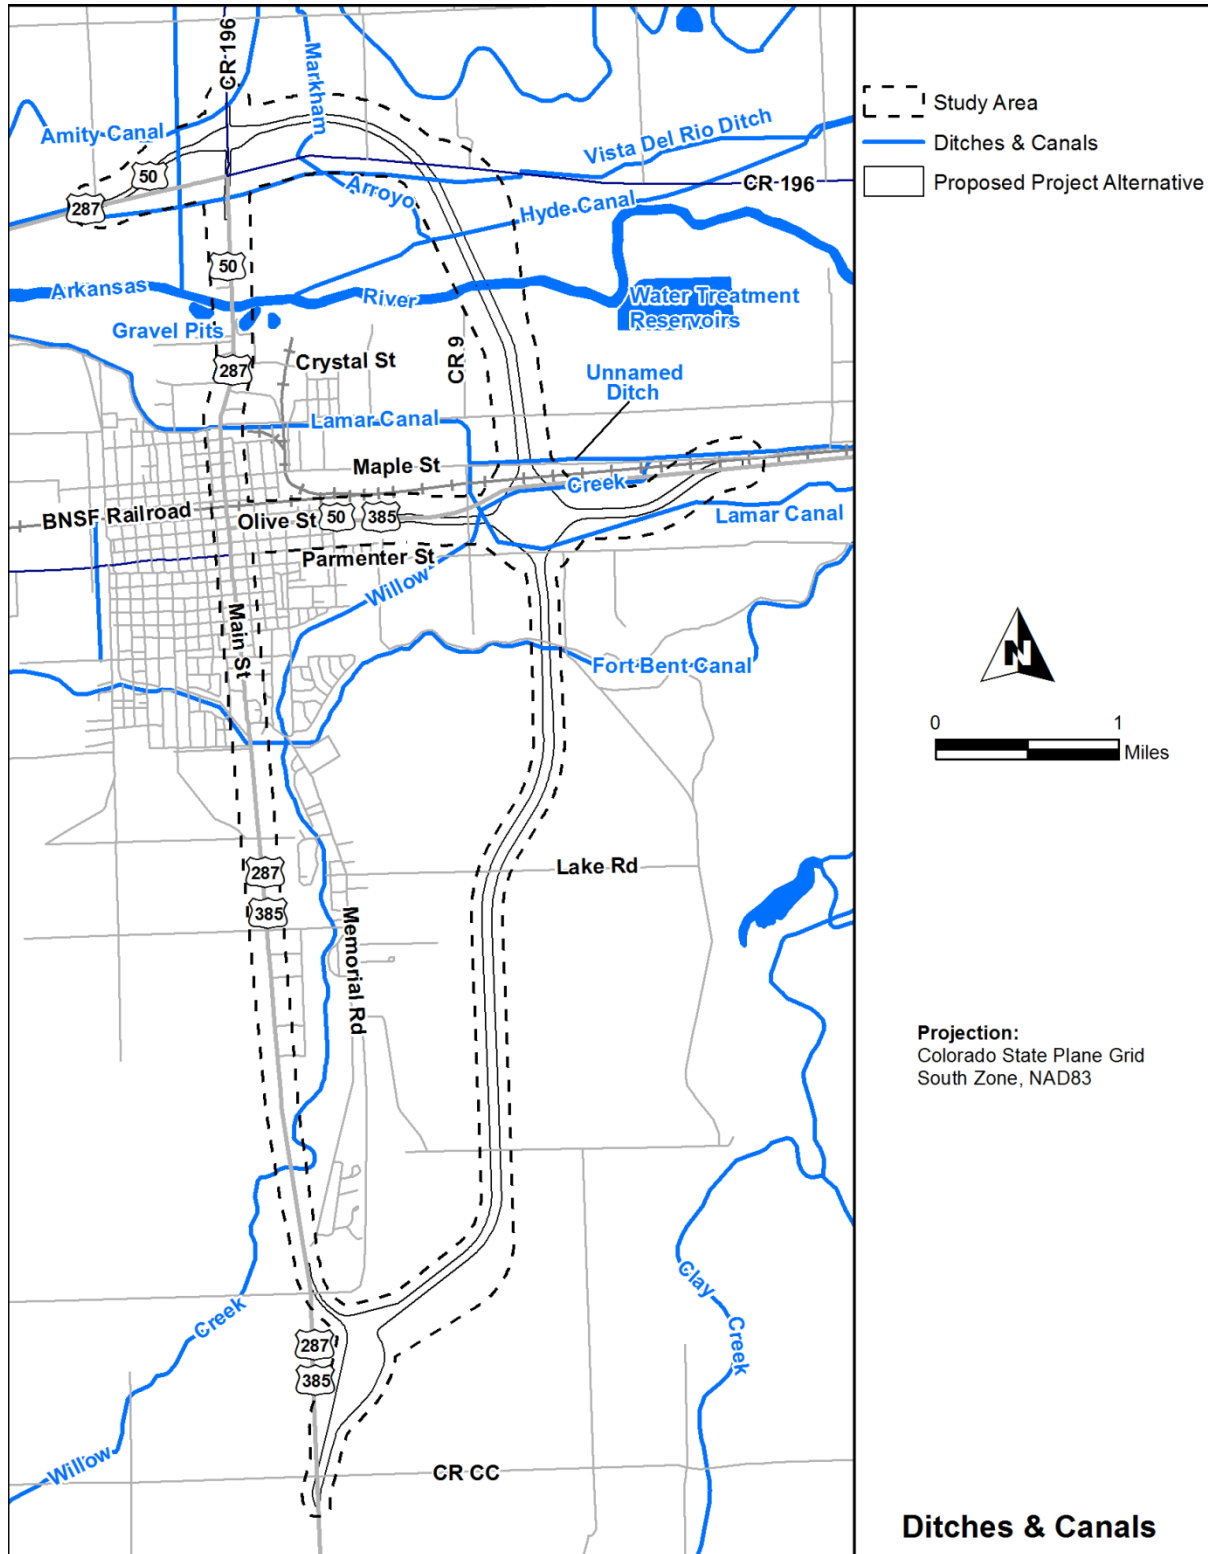 CR 196
Markham
Amity Canal
Vista Del Rio Ditch
50
287
Arroyo
CR 196
Hyde Canal
50
Arkansas
River
Water Treatment
Reservoirs
Gravel Pits
287
Crystal St
CR 9
Unnamed
Ditch
Lamar Canal
Maple St
Creek
BNSF Railroad
Olive St
50
385
Lamar Canal
Parmenter St
Willow
Main St
Fort Bent Canal
287
Lake Rd
385
Memorial Rd
Clay
Creek
Creek
287
385
Willow
CR CC
Study Area
Ditches & Canals
Proposed Project Alternative
N
0 1
Miles
Projection:
Colorado State Plane Grid
South Zone, NAD83
Ditches & Canals